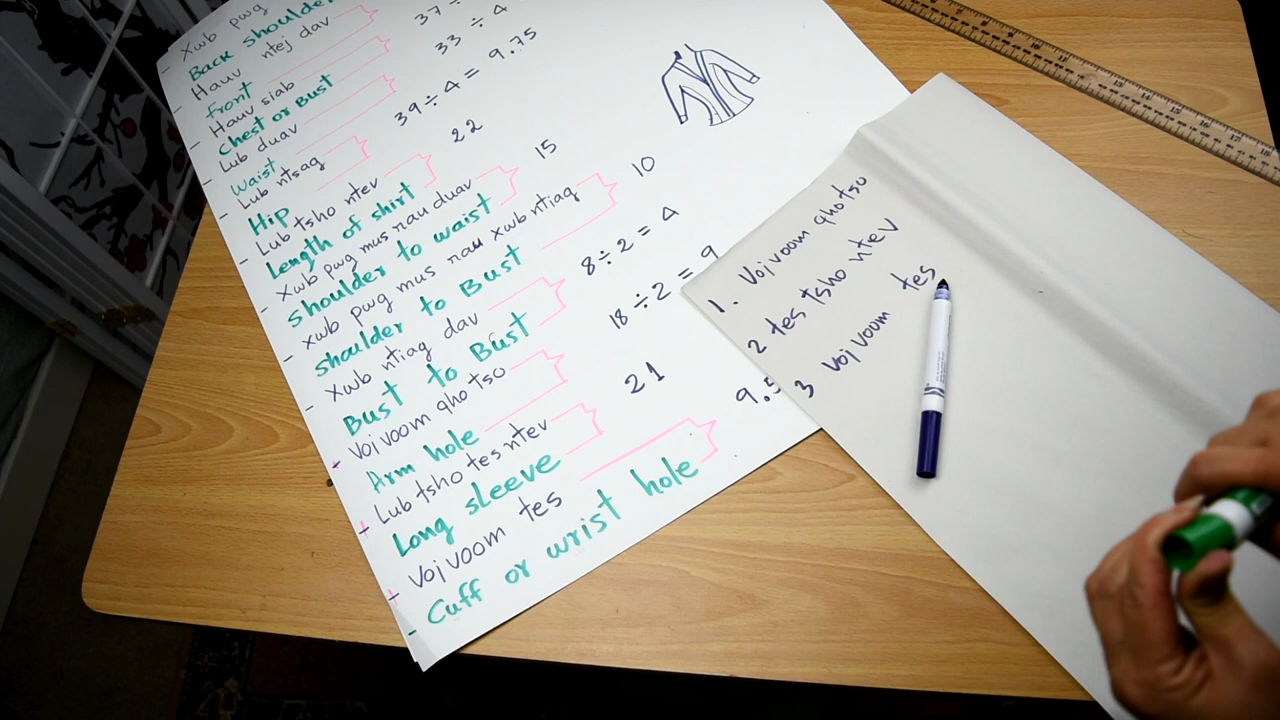 - Xwb pwg
Back shoulder
37 ÷
- Hauv ntej dav
33 ÷ 4
front
- Hauv siab
39 ÷ 4 = 9.75
Chest or Bust
- Lub duav
22
Waist
- Lub ntsag
Hip
Lub tsho ntev
15
Length of shirt
- Xwb pwg mus rau duav
10
shoulder to waist
- xwb pwg mus rau xwb ntiag
8 ÷ 2 = 4
shoulder to Bust
- Xwb ntiag dav
18 ÷ 2 = 9
Bust to Bust
+ Voj voom qho tso
21
Arm hole
+ Lub tsho tes ntev
9.5
Long sleeve
+ Voj voom tes
- Cuff or wrist hole
1. Voj voom qho tso
2 tes tsho ntev
3 voj voom tes